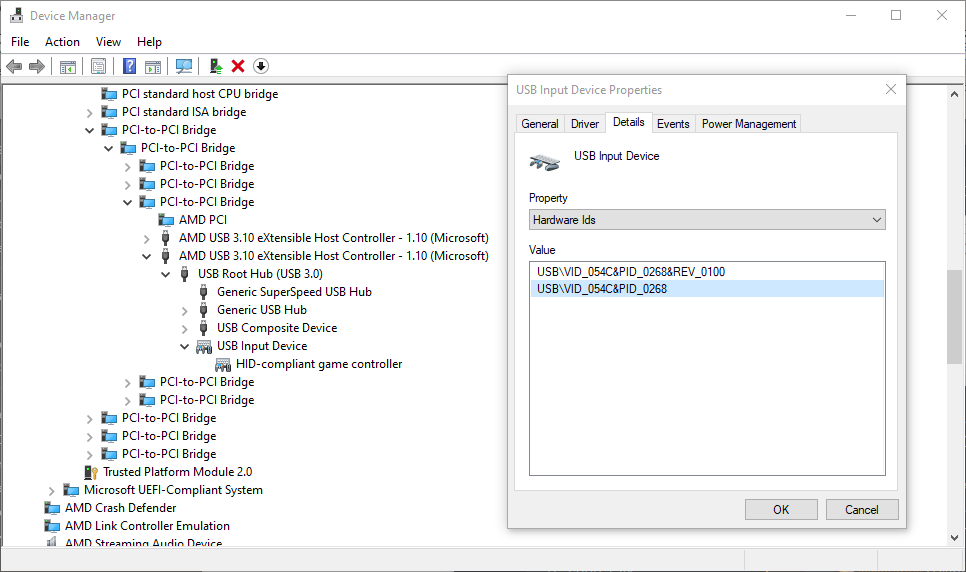 Device Manager
File Action View Help
PCI standard host CPU bridge
PCI standard ISA bridge
PCI-to-PCI Bridge
PCI-to-PCI Bridge
PCI-to-PCI Bridge
PCI-to-PCI Bridge
PCI-to-PCI Bridge
AMD PCI
AMD USB 3.10 eXtensible Host Controller - 1.10 (Microsoft)
AMD USB 3.10 eXtensible Host Controller - 1.10 (Microsoft)
USB Root Hub (USB 3.0)
Generic SuperSpeed USB Hub
Generic USB Hub
USB Composite Device
USB Input Device
HID-compliant game controller
PCI-to-PCI Bridge
PCI-to-PCI Bridge
PCI-to-PCI Bridge
PCI-to-PCI Bridge
PCI-to-PCI Bridge
Trusted Platform Module 2.0
Microsoft UEFI-Compliant System
AMD Crash Defender
AMD Link Controller Emulation
AMD Streaming Audio Device
USB Input Device Properties
General Driver Details Events Power Management
USB Input Device
Property
Hardware Ids
Value
USB\VID_054C&PID_0268&REV_0100
USB\VID_054C&PID_0268
OK Cancel